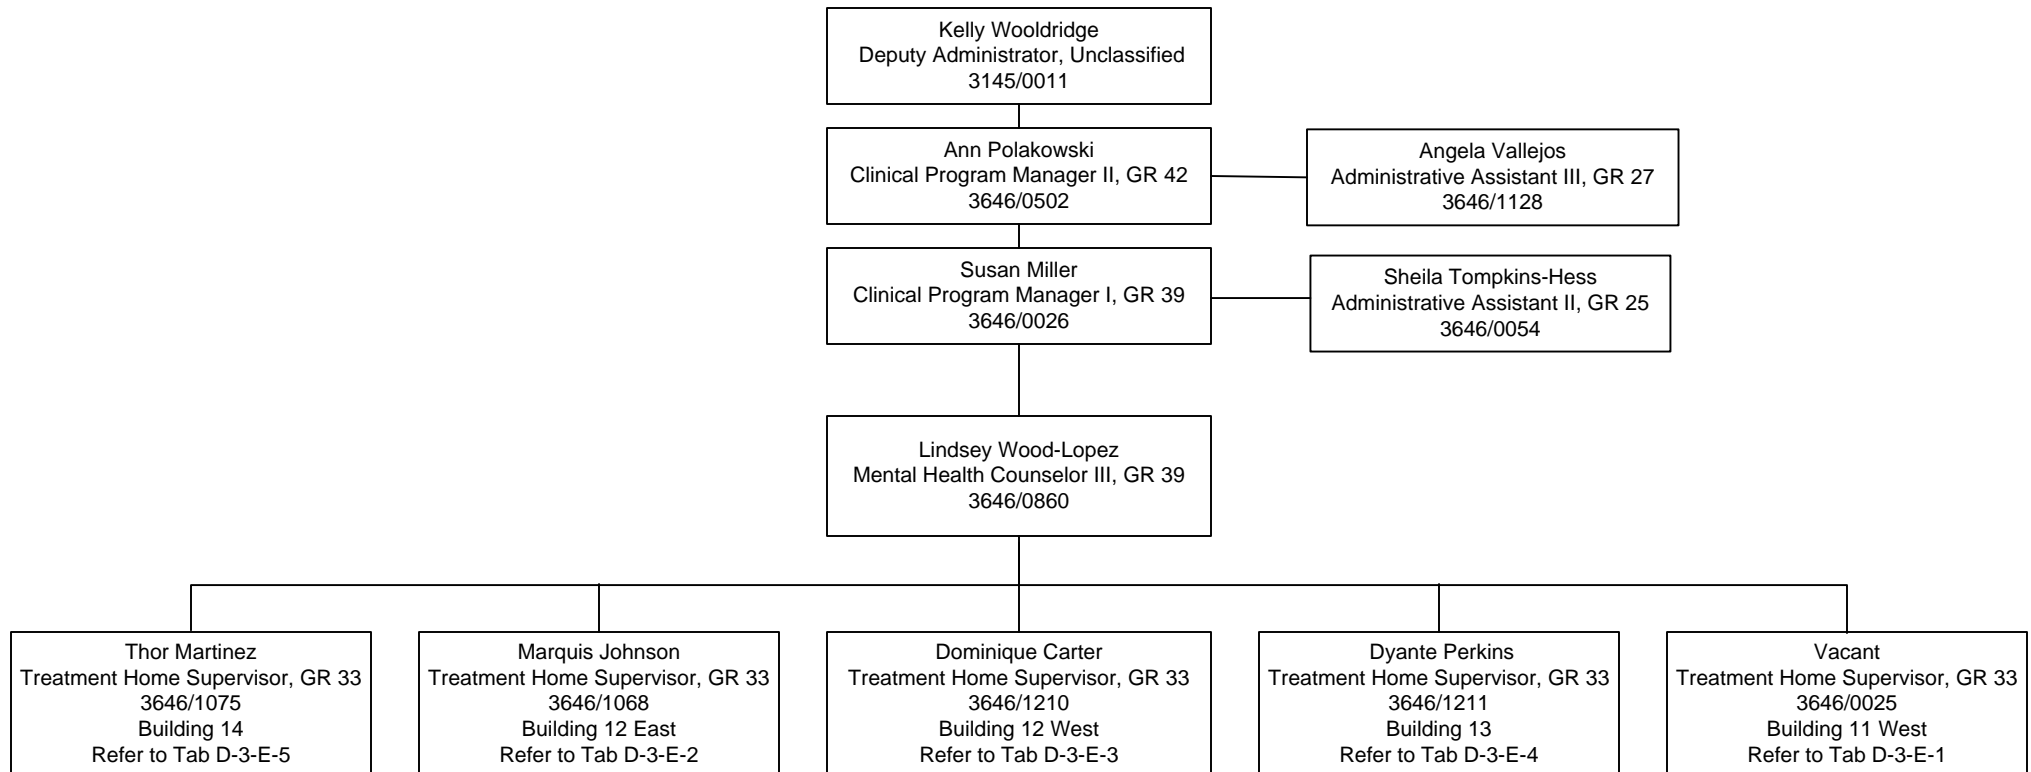 Kelly Wooldridge
Deputy Administrator, Unclassified
3145/0011
Ann Polakowski
Clinical Program Manager II, GR 42
3646/0502
Angela Vallejos
Administrative Assistant III, GR 27
3646/1128
Susan Miller
Clinical Program Manager I, GR 39
3646/0026
Sheila Tompkins-Hess
Administrative Assistant II, GR 25
3646/0054
Lindsey Wood-Lopez
Mental Health Counselor III, GR 39
3646/0860
Thor Martinez
Treatment Home Supervisor, GR 33
3646/1075
Building 14
Refer to Tab D-3-E-5
Marquis Johnson
Treatment Home Supervisor, GR 33
3646/1068
Building 12 East
Refer to Tab D-3-E-2
Dominique Carter
Treatment Home Supervisor, GR 33
3646/1210
Building 12 West
Refer to Tab D-3-E-3
Dyante Perkins
Treatment Home Supervisor, GR 33
3646/1211
Building 13
Refer to Tab D-3-E-4
Vacant
Treatment Home Supervisor, GR 33
3646/0025
Building 11 West
Refer to Tab D-3-E-1